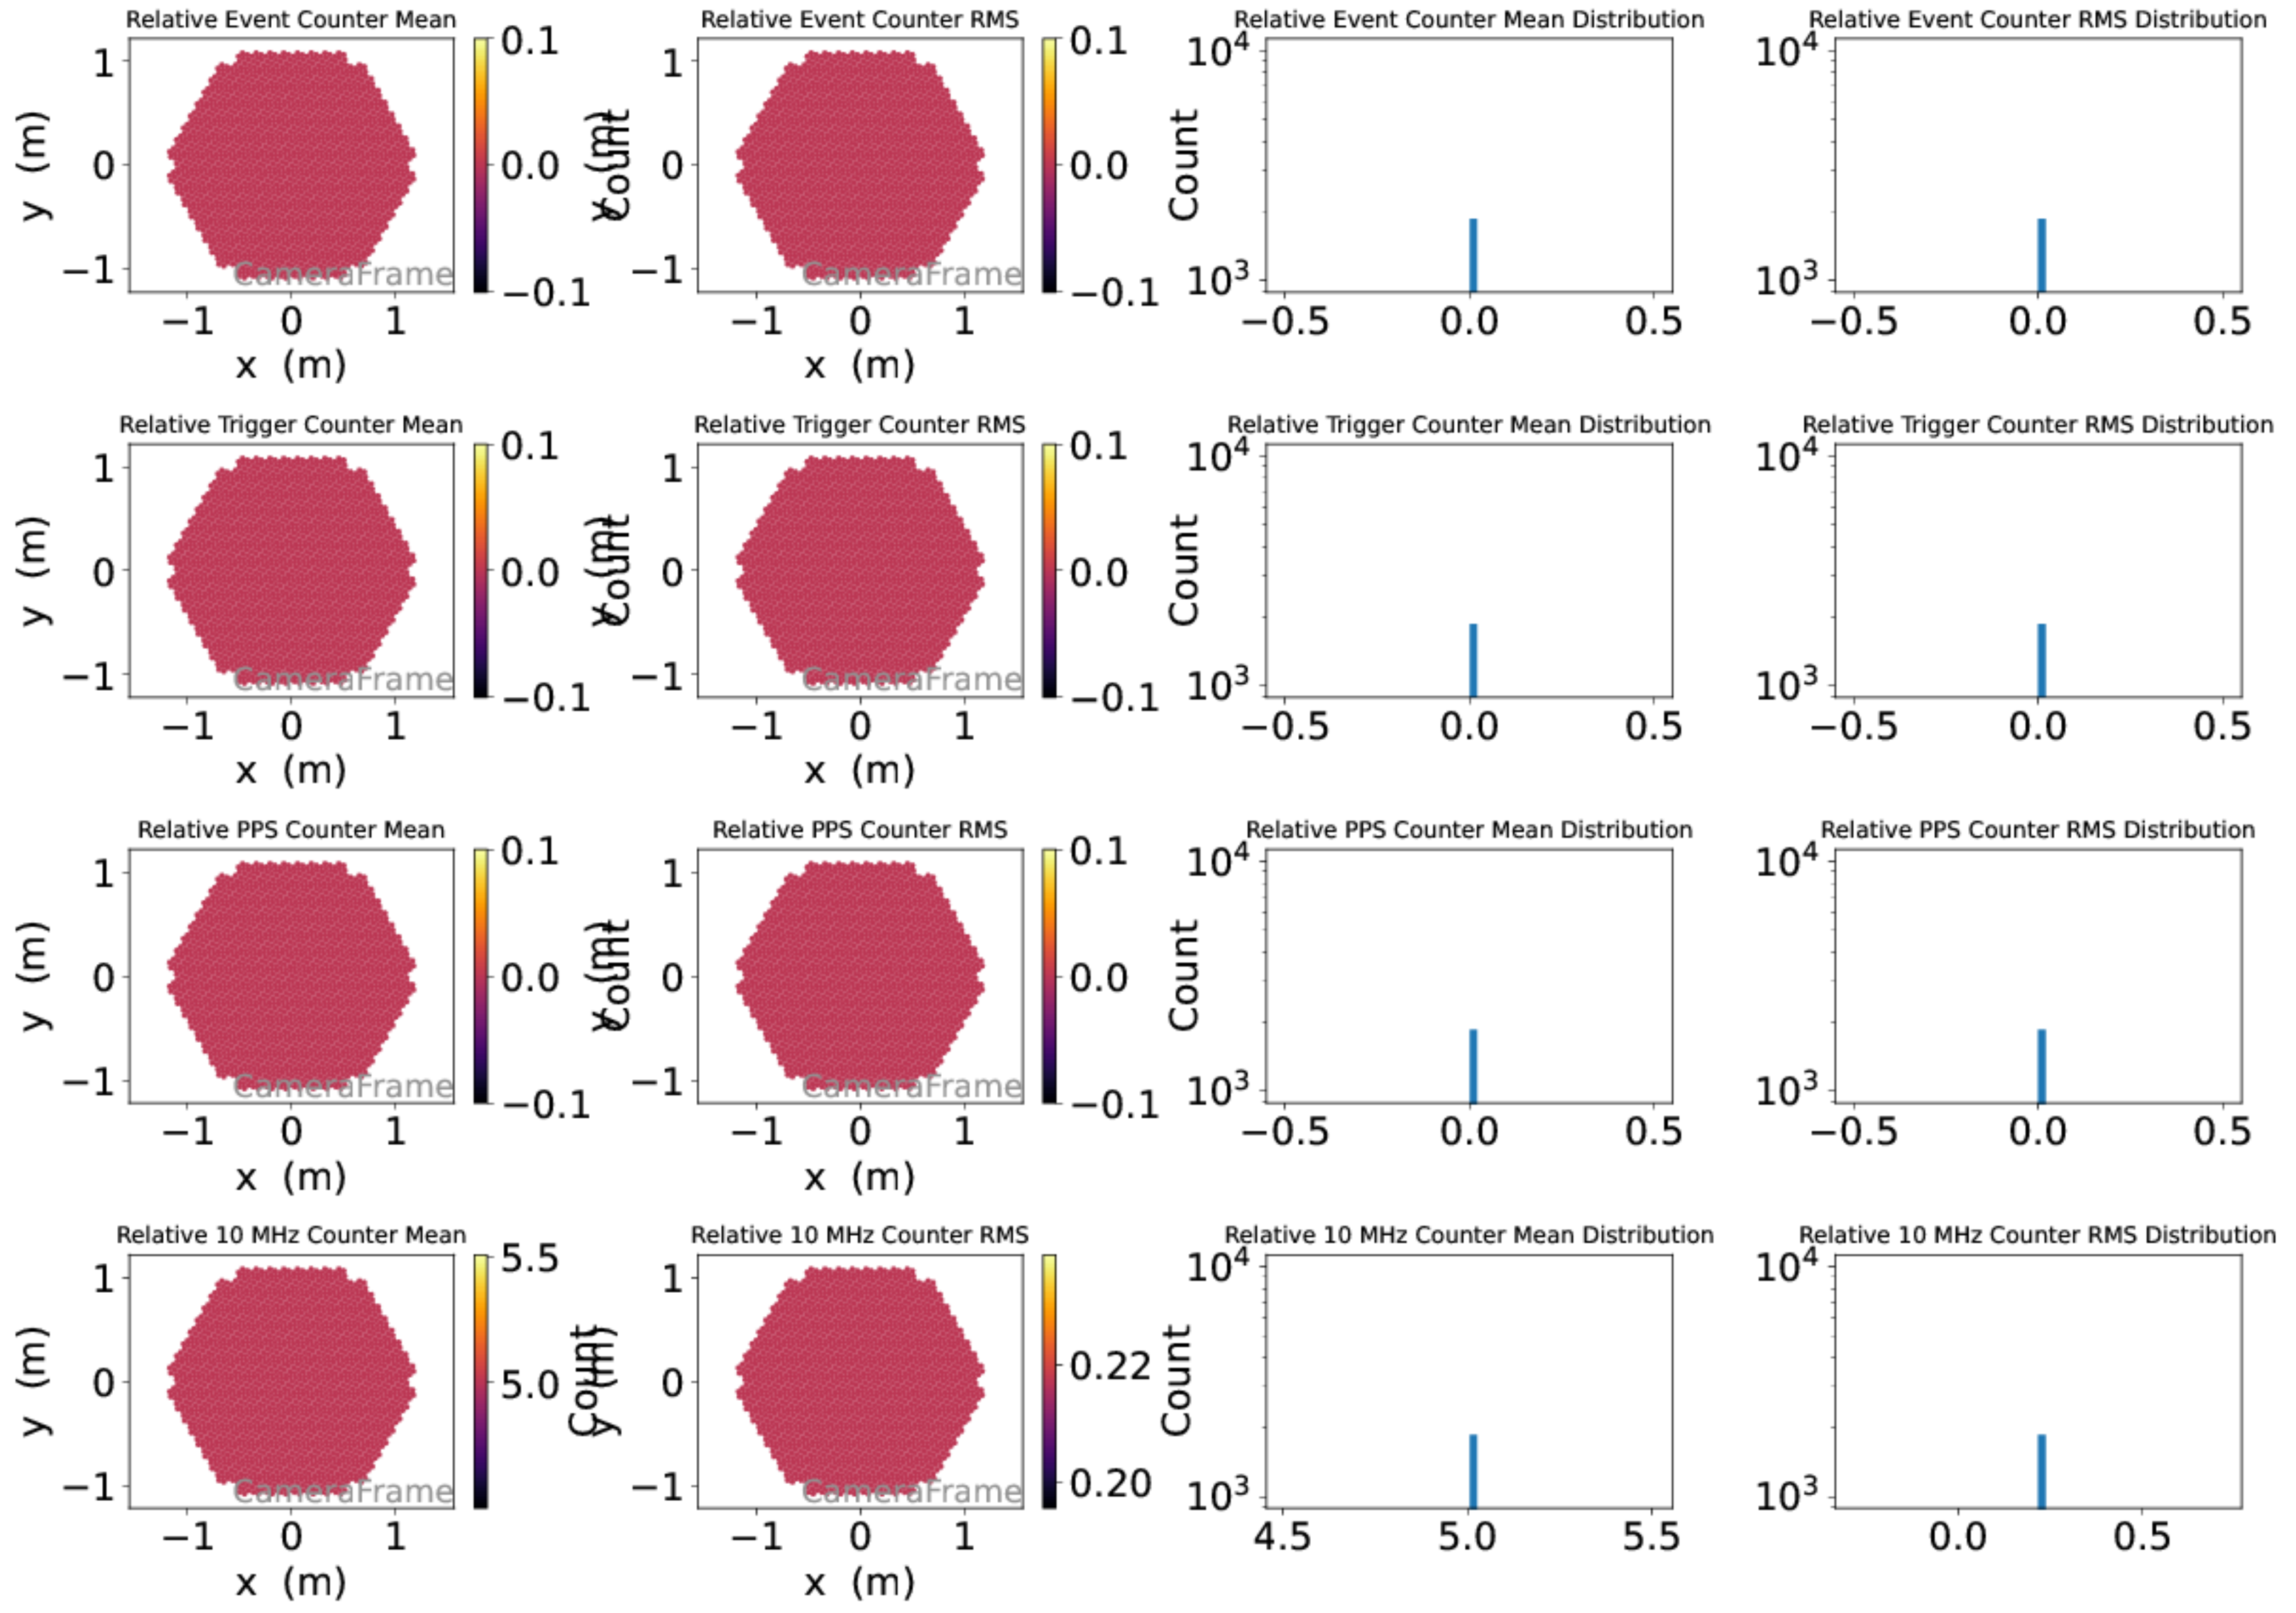 Relative Event Counter Mean
1
0
−1
y (m)
−1 0 1
x (m)
CameraFrame
0.1
0.0
−0.1
Count
Relative Event Counter RMS
1
0
−1
y (m)
−1 0 1
x (m)
CameraFrame
0.1
0.0
−0.1
Count
Relative Event Counter Mean Distribution
10⁴
10³
−0.5 0.0 0.5
Relative Event Counter RMS Distribution
10⁴
10³
−0.5 0.0 0.5
Relative Trigger Counter Mean
1
0
−1
y (m)
−1 0 1
x (m)
CameraFrame
0.1
0.0
−0.1
Count
Relative Trigger Counter RMS
1
0
−1
y (m)
−1 0 1
x (m)
CameraFrame
0.1
0.0
−0.1
Count
Relative Trigger Counter Mean Distribution
10⁴
10³
−0.5 0.0 0.5
Relative Trigger Counter RMS Distribution
10⁴
10³
−0.5 0.0 0.5
Relative PPS Counter Mean
1
0
−1
y (m)
−1 0 1
x (m)
CameraFrame
0.1
0.0
−0.1
Count
Relative PPS Counter RMS
1
0
−1
y (m)
−1 0 1
x (m)
CameraFrame
0.1
0.0
−0.1
Count
Relative PPS Counter Mean Distribution
10⁴
10³
−0.5 0.0 0.5
Relative PPS Counter RMS Distribution
10⁴
10³
−0.5 0.0 0.5
Relative 10 MHz Counter Mean
1
0
−1
y (m)
−1 0 1
x (m)
CameraFrame
5.5
5.0
Count
Relative 10 MHz Counter RMS
1
0
−1
y (m)
−1 0 1
x (m)
CameraFrame
0.22
0.20
Count
Relative 10 MHz Counter Mean Distribution
10⁴
10³
4.5 5.0 5.5
Relative 10 MHz Counter RMS Distribution
10⁴
10³
0.0 0.5